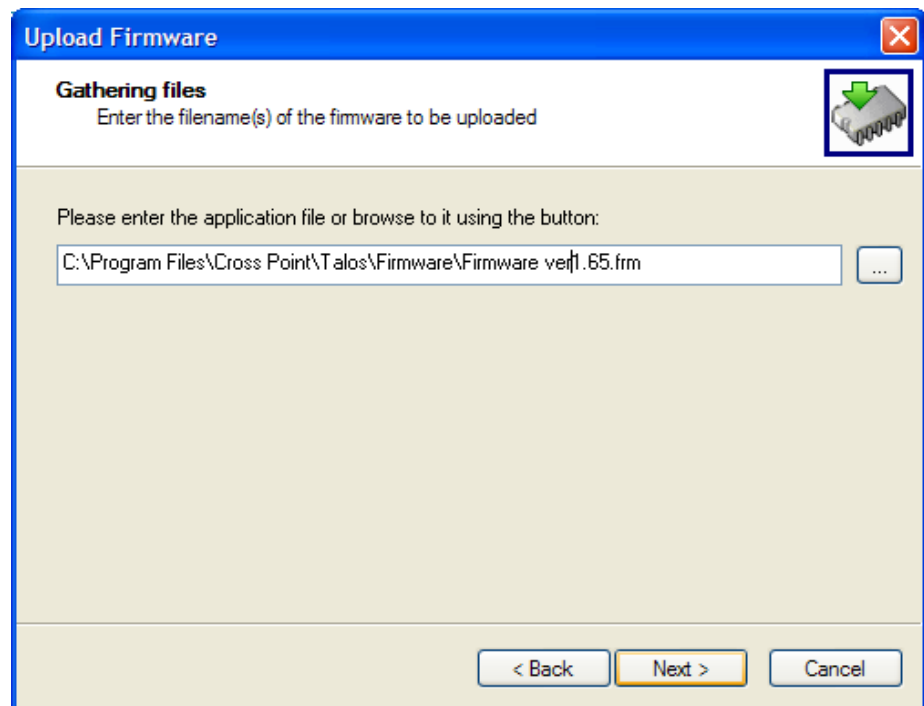 Upload Firmware
Gathering files
Enter the filename(s) of the firmware to be uploaded
Please enter the application file or browse to it using the button:
C:\Program Files\Cross Point\Talos\Firmware\Firmware ver1.65.frm
...
< Back Next > Cancel